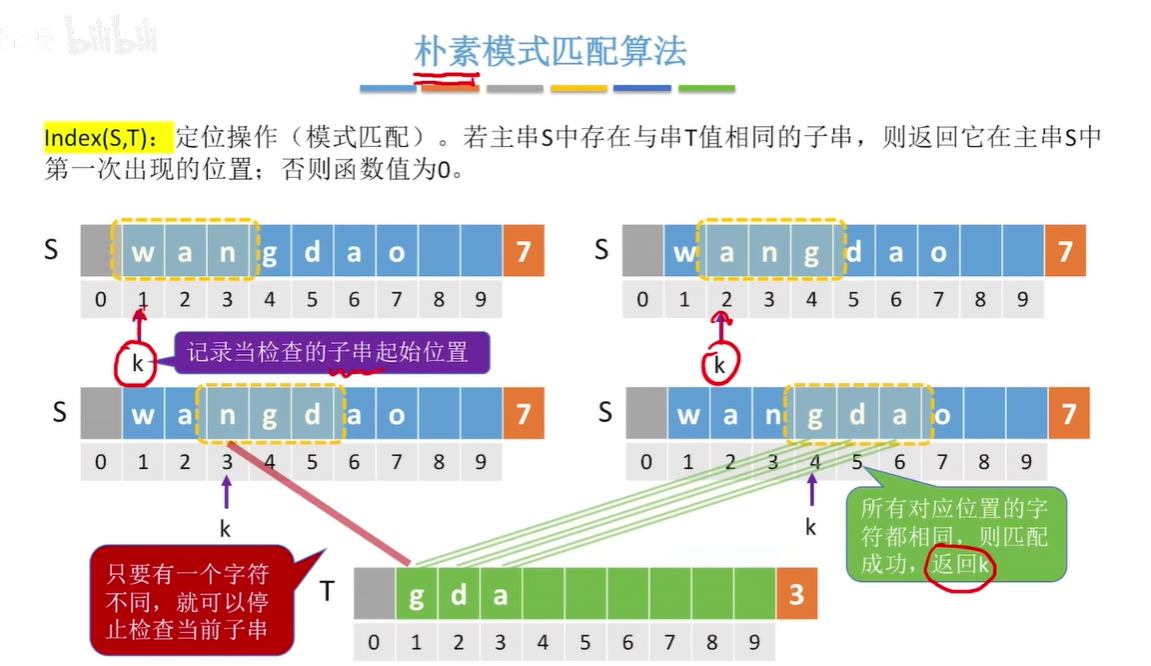 bilibili
朴素模式匹配算法
Index(S,T)：定位操作（模式匹配）。若主串S中存在与串T值相同的子串，则返回它在主串S中
第一次出现的位置；否则函数值为0。
S w a n g d a o 7
0 1 2 3 4 5 6 7 8 9
k 记录当检查的子串起始位置
S w a n g d a o 7
0 1 2 3 4 5 6 7 8 9
k
S w a n g d a o 7
0 1 2 3 4 5 6 7 8 9
k
S w a n g d a o 7
0 1 2 3 4 5 6 7 8 9
k
所有对应位置的字
符都相同，则匹配
成功，返回k
只要有一个字符
不同，就可以停
止检查当前子串
T g d a 3
0 1 2 3 4 5 6 7 8 9